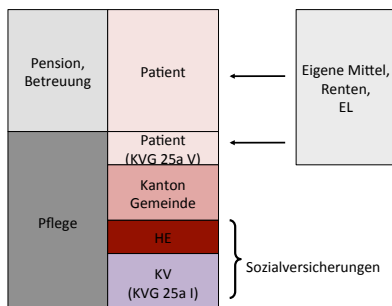 Pension,
Betreuung
Patient
Eigene Mittel,
Renten,
EL
Patient
(KVG 25a V)
Kanton
Gemeinde
Pflege
HE
KV
(KVG 25a I)
Sozialversicherungen